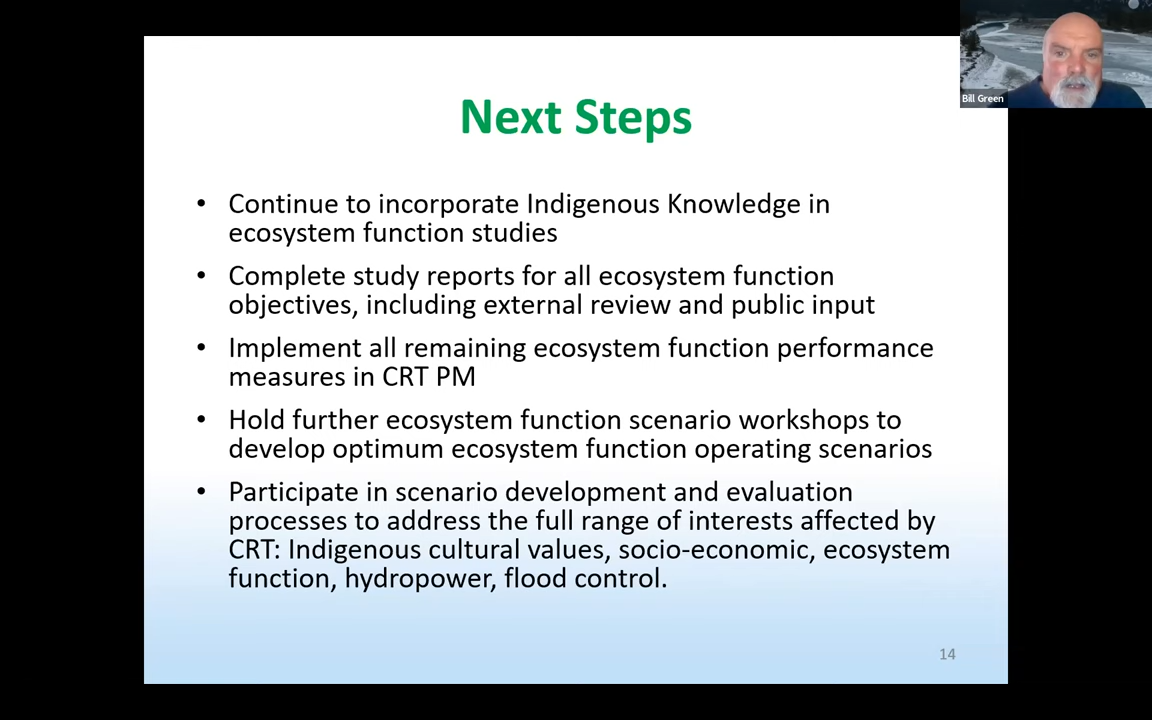 Bill Green
Next Steps
• Continue to incorporate Indigenous Knowledge in
ecosystem function studies
• Complete study reports for all ecosystem function
objectives, including external review and public input
• Implement all remaining ecosystem function performance
measures in CRT PM
• Hold further ecosystem function scenario workshops to
develop optimum ecosystem function operating scenarios
• Participate in scenario development and evaluation
processes to address the full range of interests affected by
CRT: Indigenous cultural values, socio-economic, ecosystem
function, hydropower, flood control.
14